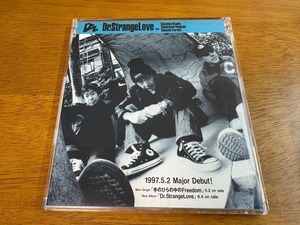 D'z
Dr.StrangeLove
1997.5.2 Major Debut!
Maxi Single「手のひらの中のFreedom」5.2 on sale
New Album「Dr.StrangeLove」6.4 on sale